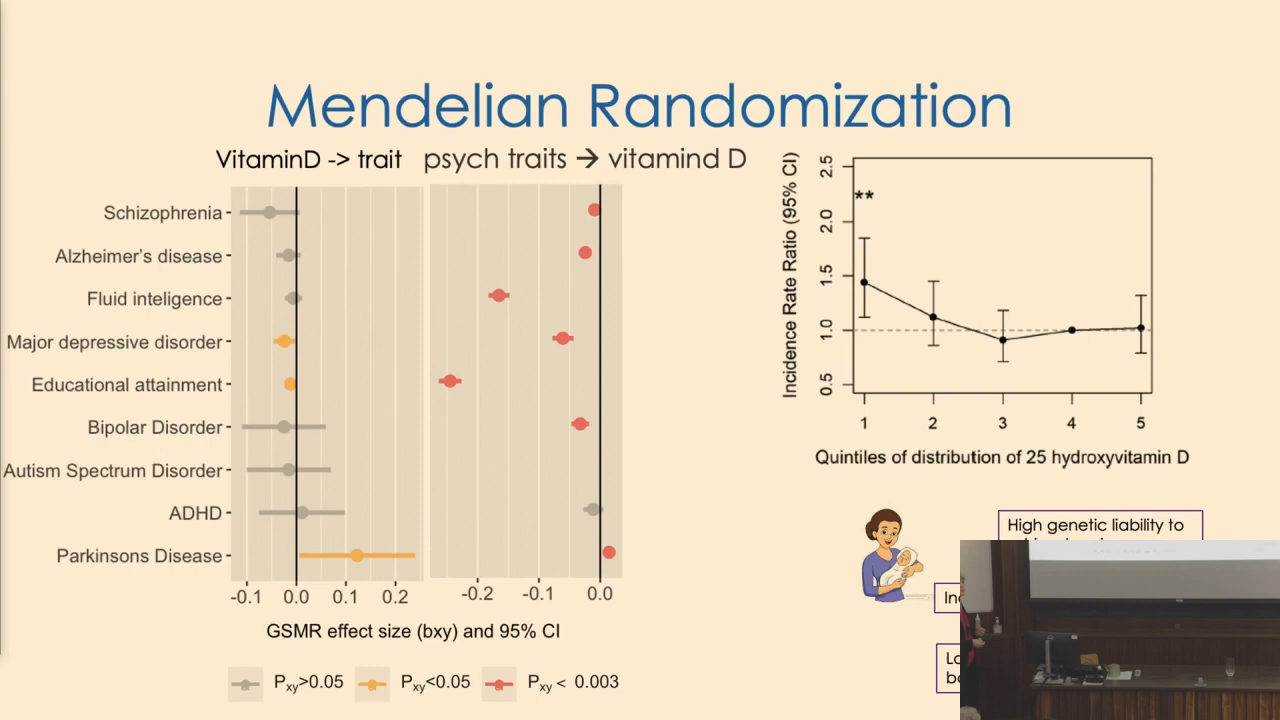 Mendelian Randomization
VitaminD -> trait
psych traits → vitamind D
Schizophrenia
Alzheimer's disease
Fluid inteligence
Major depressive disorder
Educational attainment
Bipolar Disorder
Autism Spectrum Disorder
ADHD
Parkinsons Disease
-0.1 0.0 0.1 0.2
-0.2 -0.1 0.0
GSMR effect size (bxy) and 95% CI
Pxy>0.05 Pxy<0.05 Pxy< 0.003
Incidence Rate Ratio (95% CI)
2.5
2.0
1.5
1.0
0.5
**
1 2 3 4 5
Quintiles of distribution of 25 hydroxyvitamin D
High genetic liability to